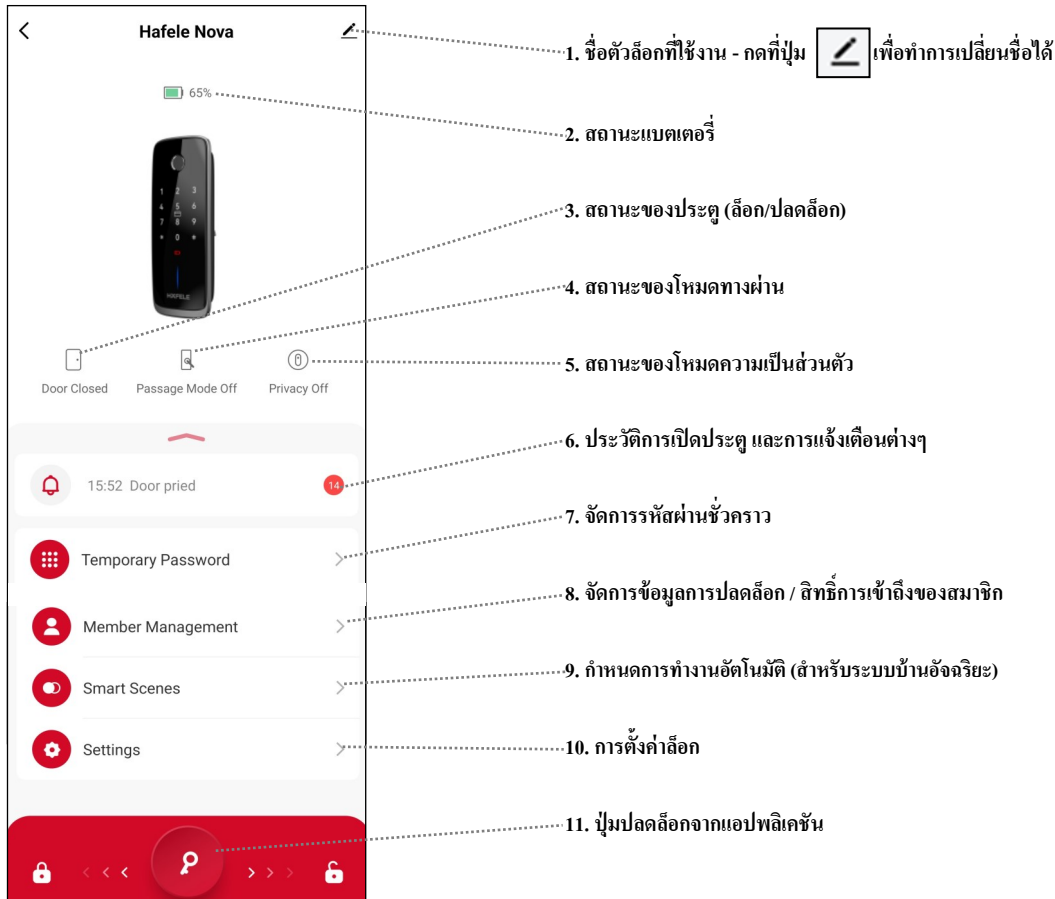 Hafele Nova
1. ชื่อตัวล็อกที่ใช้งาน - กดที่ปุ่ม เพื่อทำการเปลี่ยนชื่อได้
65%
2. สถานะแบตเตอรี่
1 2 3
4 5 6
7 8 9
* 0 *
HAFELE
3. สถานะของประตู (ล็อก/ปลดล็อก)
4. สถานะของโหมดทางผ่าน
5. สถานะของโหมดความเป็นส่วนตัว
Door Closed Passage Mode Off Privacy Off
6. ประวัติการเปิดประตู และการแจ้งเตือนต่างๆ
15:52 Door pried 14
7. จัดการรหัสผ่านชั่วคราว
Temporary Password
8. จัดการข้อมูลการปลดล็อก / สิทธิ์การเข้าถึงของสมาชิก
Member Management
9. กำหนดการทำงานอัตโนมัติ (สำหรับระบบบ้านอัจฉริยะ)
Smart Scenes
10. การตั้งค่าล็อก
Settings
11. ปุ่มปลดล็อกจากแอปพลิเคชัน